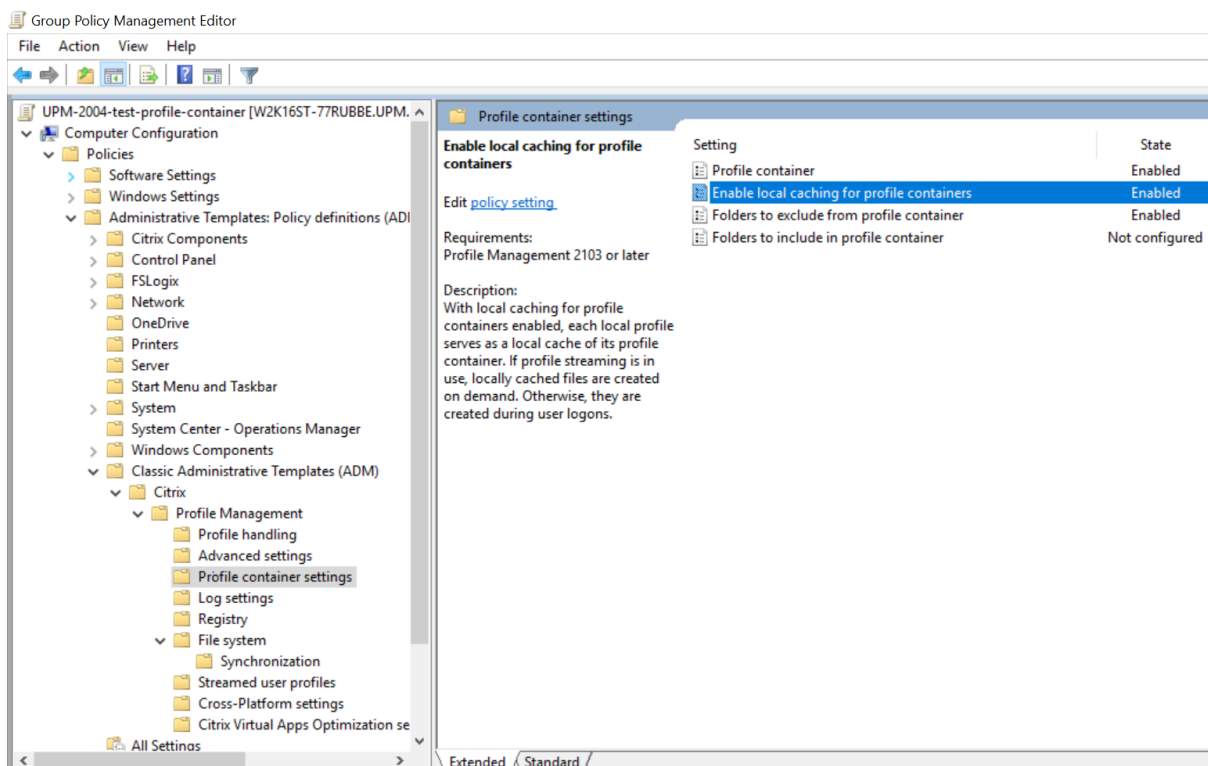 Group Policy Management Editor
File Action View Help
UPM-2004-test-profile-container [W2K16ST-77RUBBE.UPM.
Computer Configuration
Policies
Software Settings
Windows Settings
Administrative Templates: Policy definitions (ADI
Citrix Components
Control Panel
FSLogix
Network
OneDrive
Printers
Server
Start Menu and Taskbar
System
System Center - Operations Manager
Windows Components
Classic Administrative Templates (ADM)
Citrix
Profile Management
Profile handling
Advanced settings
Profile container settings
Log settings
Registry
File system
Synchronization
Streamed user profiles
Cross-Platform settings
Citrix Virtual Apps Optimization se
All Settings
Profile container settings
Enable local caching for profile
containers
Edit policy setting
Requirements:
Profile Management 2103 or later
Description:
With local caching for profile
containers enabled, each local profile
serves as a local cache of its profile
container. If profile streaming is in
use, locally cached files are created
on demand. Otherwise, they are
created during user logons.
Setting State
Profile container Enabled
Enable local caching for profile containers Enabled
Folders to exclude from profile container Enabled
Folders to include in profile container Not configured
Extended Standard